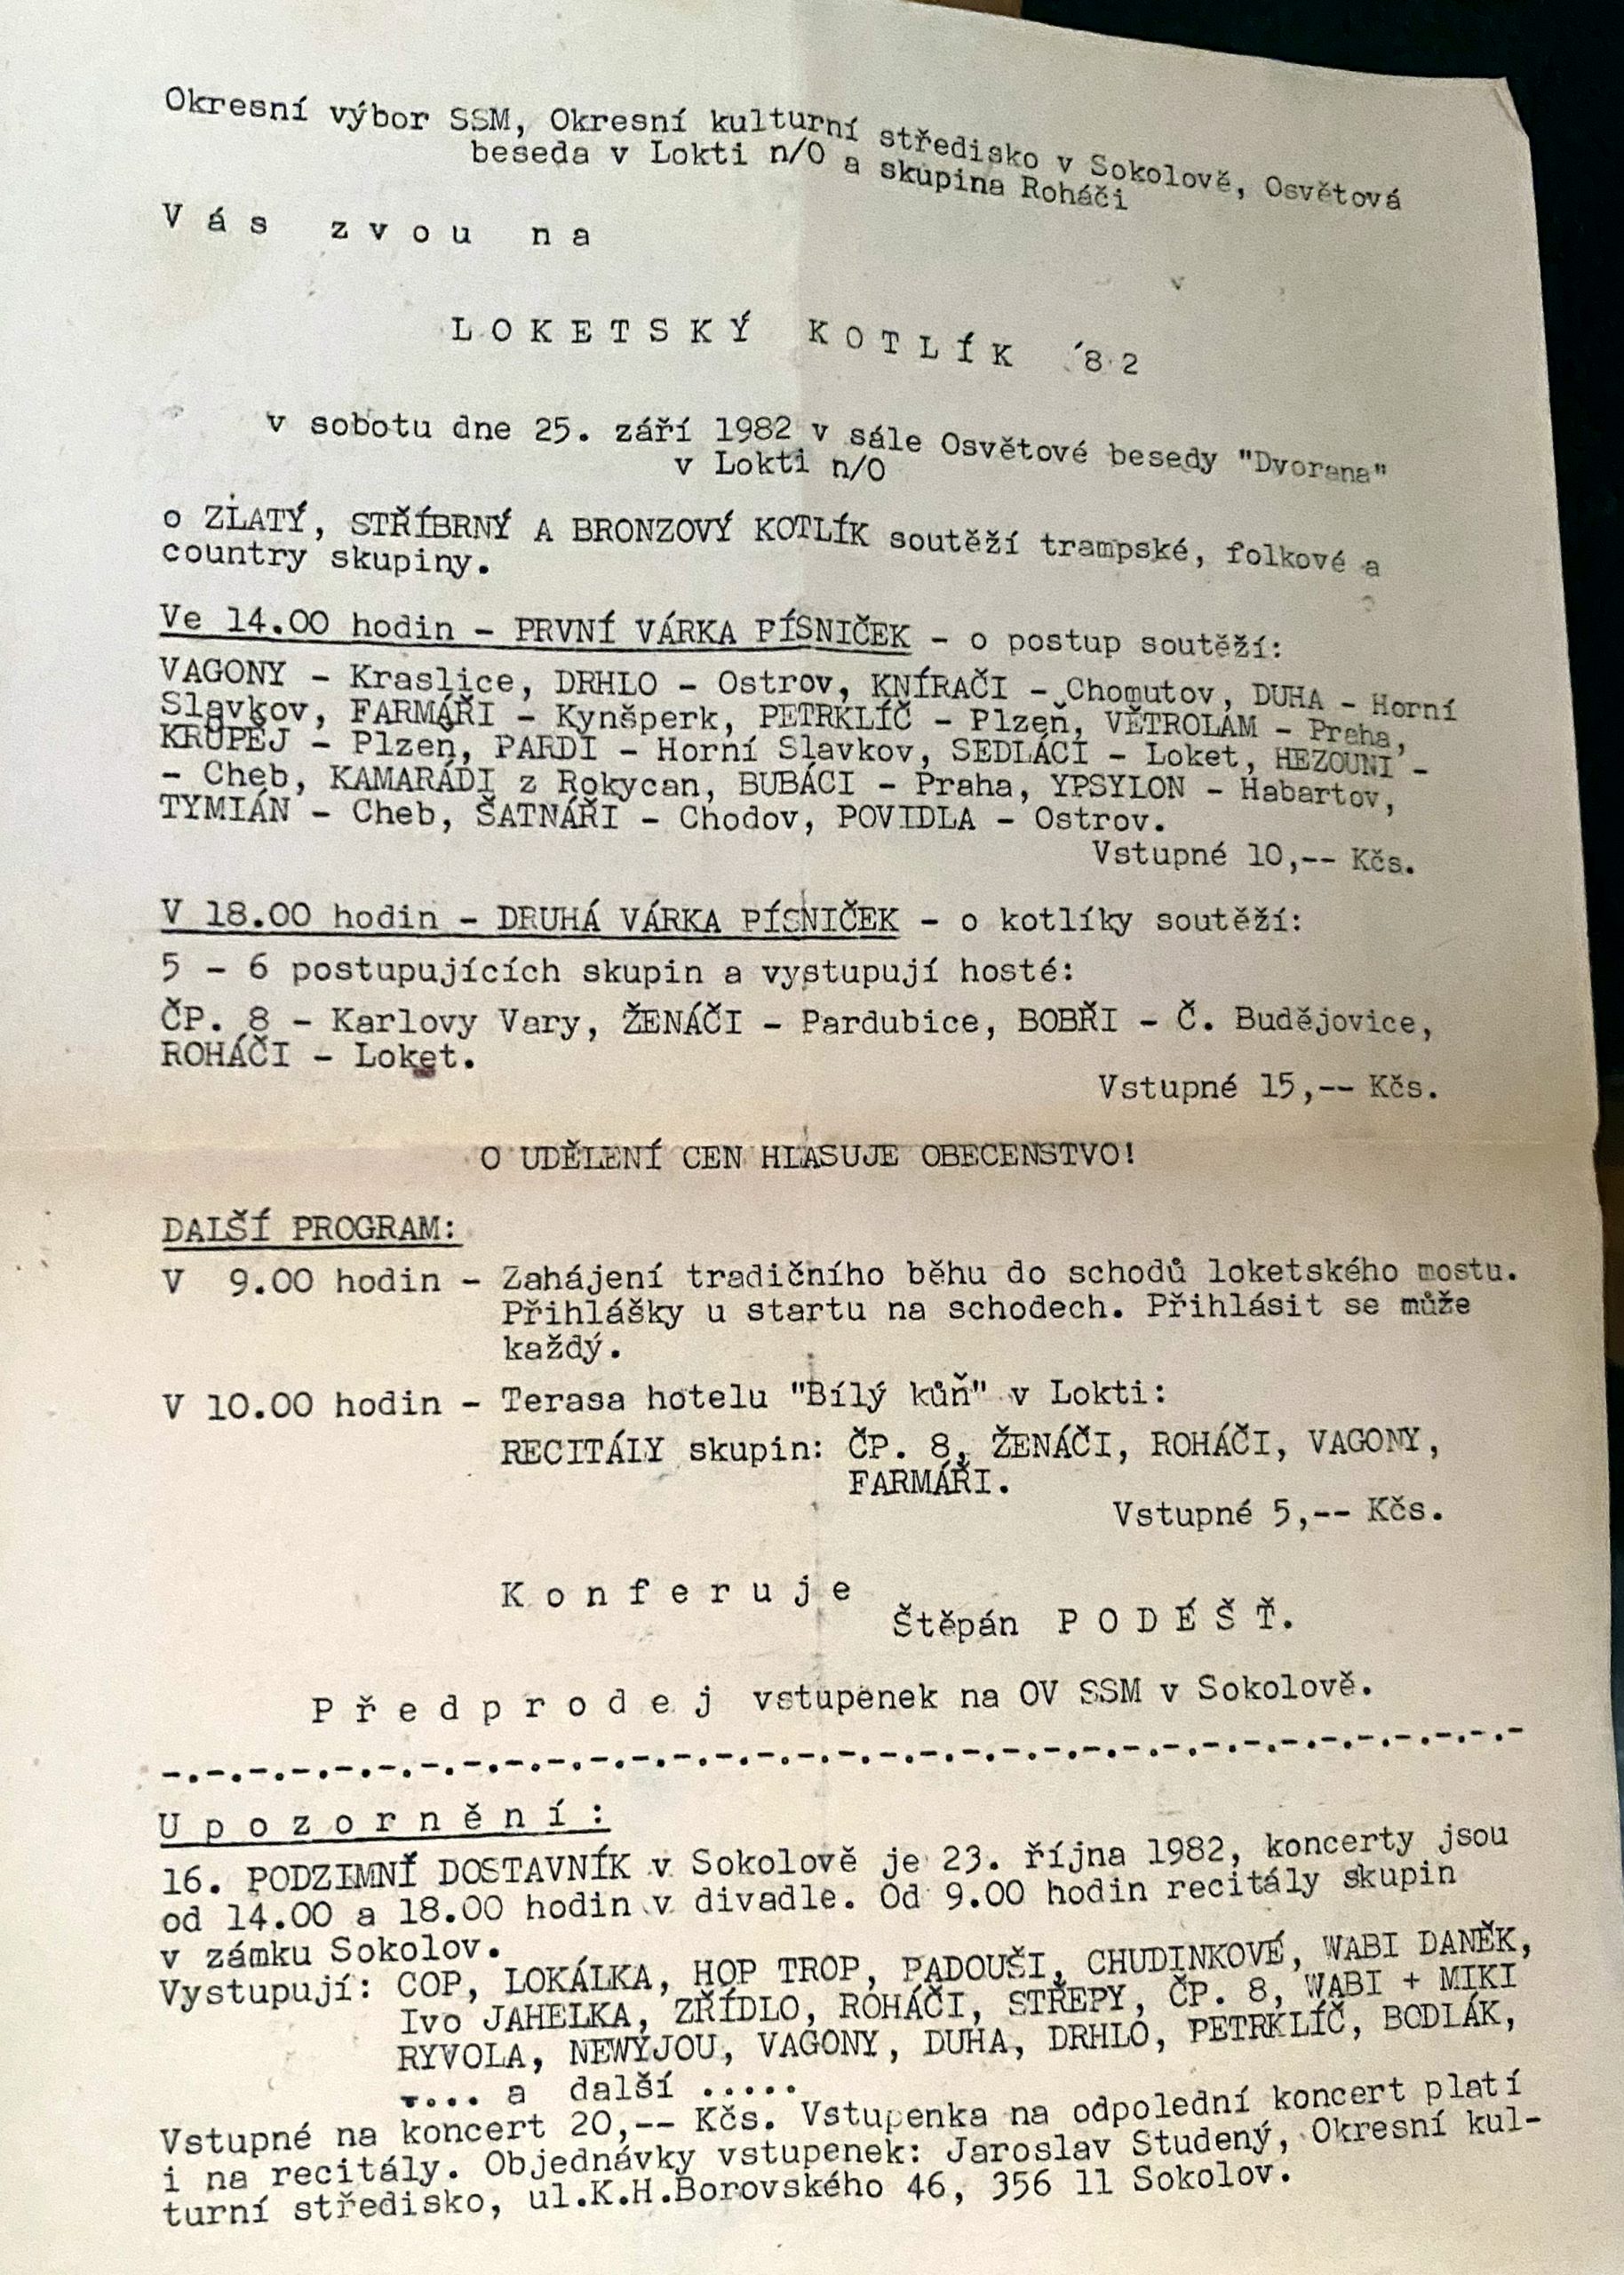 Okresní výbor SSM, Okresní kulturní středisko v Sokolově, Osvětová
beseda v Lokti n/O a skupina Roháči
V á s z v o u n a
L O K E T S K Ý K O T L Í K ´8 2
v sobotu dne 25. září 1982 v sále Osvětové besedy "Dvorana"
v Lokti n/O
o ZLATÝ, STŘÍBRNÝ A BRONZOVÝ KOTLÍK soutěží trampské, folkové a
country skupiny.
Ve 14.00 hodin - PRVNÍ VÁRKA PÍSNIČEK - o postup soutěží:
VAGONY - Kraslice, DRHLO - Ostrov, KNÍRAČI - Chomutov, DUHA - Horní
Slavkov, FARMÁŘI - Kynšperk, PETRKLÍČ - Plzeň, VĚTROLAM - Praha,
KRUPĚJ - Plzeň, PARDI - Horní Slavkov, SEDLÁCI - Loket, HEZOUNI -
- Cheb, KAMARÁDI z Rokycan, BUBÁCI - Praha, YPSYLON - Habartov,
TYMIÁN - Cheb, ŠATNÁŘI - Chodov, POVIDLA - Ostrov.
Vstupné 10,-- Kčs.
V 18.00 hodin - DRUHÁ VÁRKA PÍSNIČEK - o kotlíky soutěží:
5 - 6 postupujících skupin a vystupují hosté:
ČP. 8 - Karlovy Vary, ŽENÁČI - Pardubice, BOBŘI - Č. Budějovice,
ROHÁČI - Loket.
Vstupné 15,-- Kčs.
O UDĚLENÍ CEN HLASUJE OBECENSTVO!
DALŠÍ PROGRAM:
V 9.00 hodin - Zahájení tradičního běhu do schodů loketského mostu.
Přihlášky u startu na schodech. Přihlásit se může
každý.
V 10.00 hodin - Terasa hotelu "Bílý kůň" v Lokti:
RECITÁLY skupin: ČP. 8, ŽENÁČI, ROHÁČI, VAGONY,
FARMÁŘI.
Vstupné 5,-- Kčs.
K o n f e r u j e
Štěpán P O D É Š Ť.
P ř e d p r o d e j vstupenek na OV SSM v Sokolově.
-.-.-.-.-.-.-.-.-.-.-.-.-.-.-.-.-.-.-.-.-.-.-.-.-.-.-.-.-.-.-.-
U p o z o r n ě n í :
16. PODZIMNÍ DOSTAVNÍK v Sokolově je 23. října 1982, koncerty jsou
od 14.00 a 18.00 hodin v divadle. Od 9.00 hodin recitály skupin
v zámku Sokolov.
Vystupují: COP, LOKÁLKA, HOP TROP, PADOUŠI, CHUDINKOVÉ, WABI DANĚK,
Ivo JAHELKA, ZŘÍDLO, ROHÁČI, STŘEPY, ČP. 8, WABI + MIKI
RYVOLA, NEWYJOU, VAGONY, DUHA, DRHLO, PETRKLÍČ, BODLÁK,
.... a další .....
Vstupné na koncert 20,-- Kčs. Vstupenka na odpolední koncert platí
i na recitály. Objednávky vstupenek: Jaroslav Studený, Okresní kul-
turní středisko, ul.K.H.Borovského 46, 356 11 Sokolov.